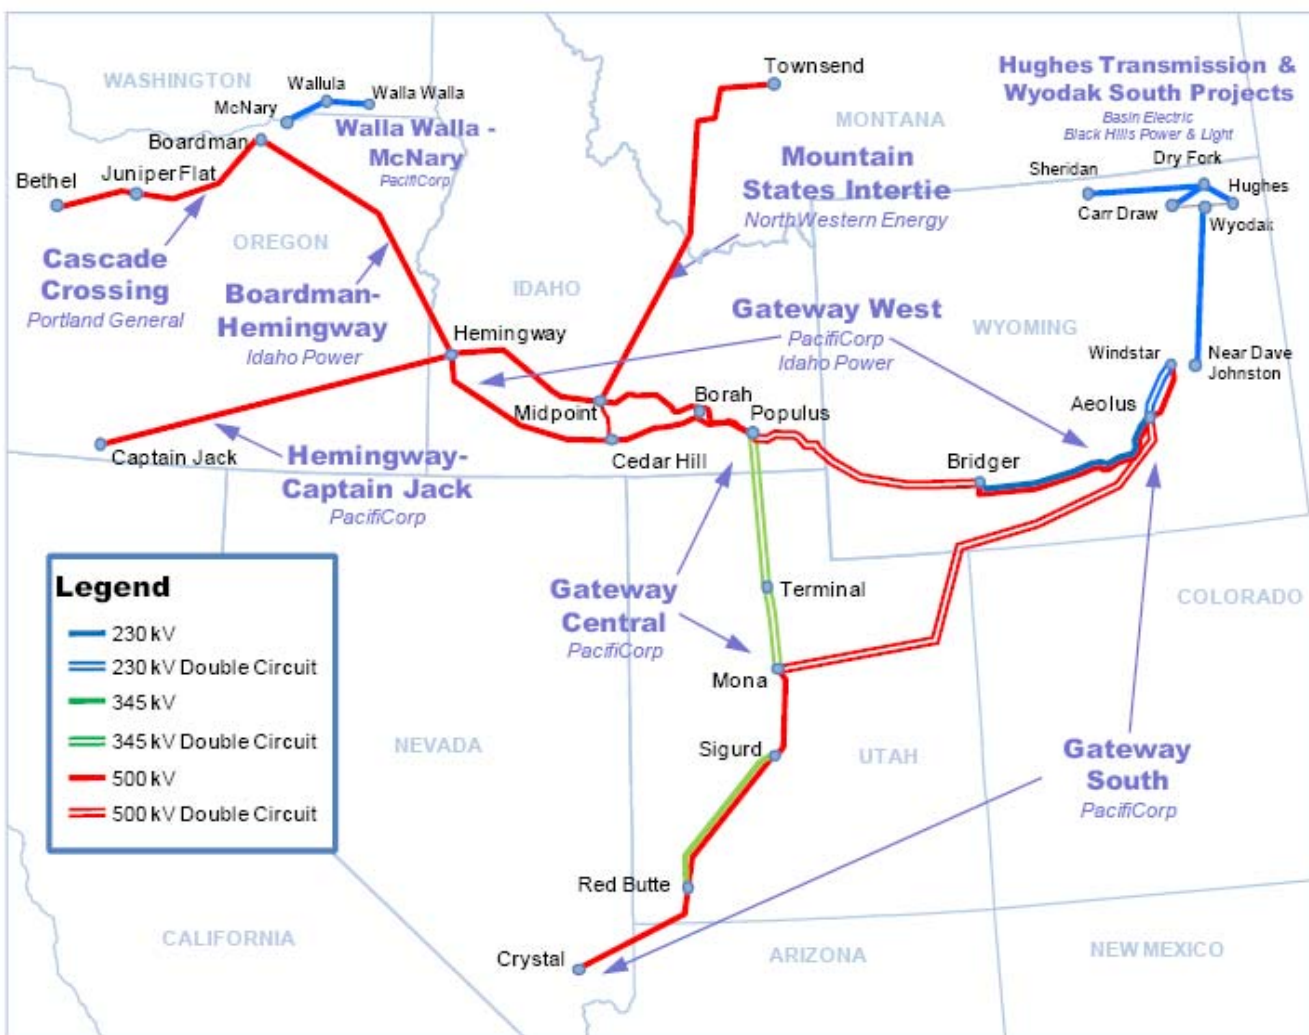 WASHINGTON
Wallula
McNary
Walla Walla
Walla Walla -
McNary
PacifiCorp
Boardman
JuniperFlat
Bethel
Cascade
Crossing
Portland General
OREGON
Boardman-
Hemingway
Idaho Power
Townsend
MONTANA
Mountain
States Intertie
NorthWestern Energy
IDAHO
Hughes Transmission &
Wyodak South Projects
Basin Electric
Black Hills Power & Light
Dry Fork
Sheridan
Hughes
Carr Draw
Wyodak
Gateway West
PacifiCorp
Idaho Power
WYOMING
Windstar
Near Dave
Johnston
Aeolus
Hemingway
Midpoint
Borah
Populus
Cedar Hill
Bridger
Captain Jack
Hemingway-
Captain Jack
PacifiCorp
Legend
230 kV
230 kV Double Circuit
345 kV
345 kV Double Circuit
500 kV
500 kV Double Circuit
Gateway
Central
PacifiCorp
Terminal
Mona
COLORADO
NEVADA
Sigurd
UTAH
Gateway
South
PacifiCorp
Red Butte
Crystal
CALIFORNIA
ARIZONA
NEW MEXICO